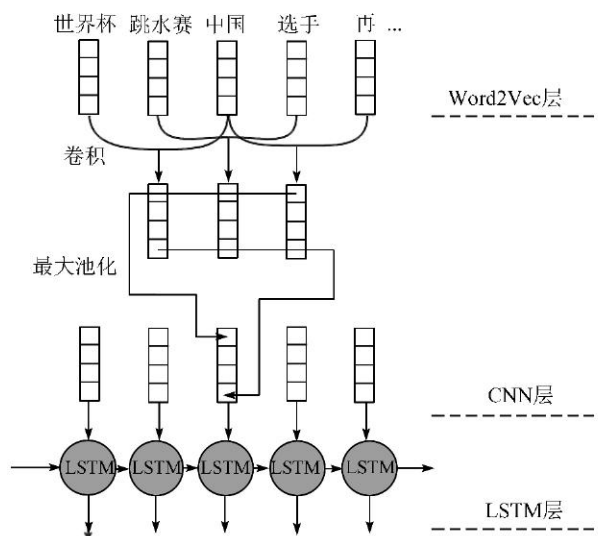 世界杯 跳水赛 中国 选手 再 ...
Word2Vec层
卷积
最大池化
CNN层
LSTM LSTM LSTM LSTM LSTM
LSTM层